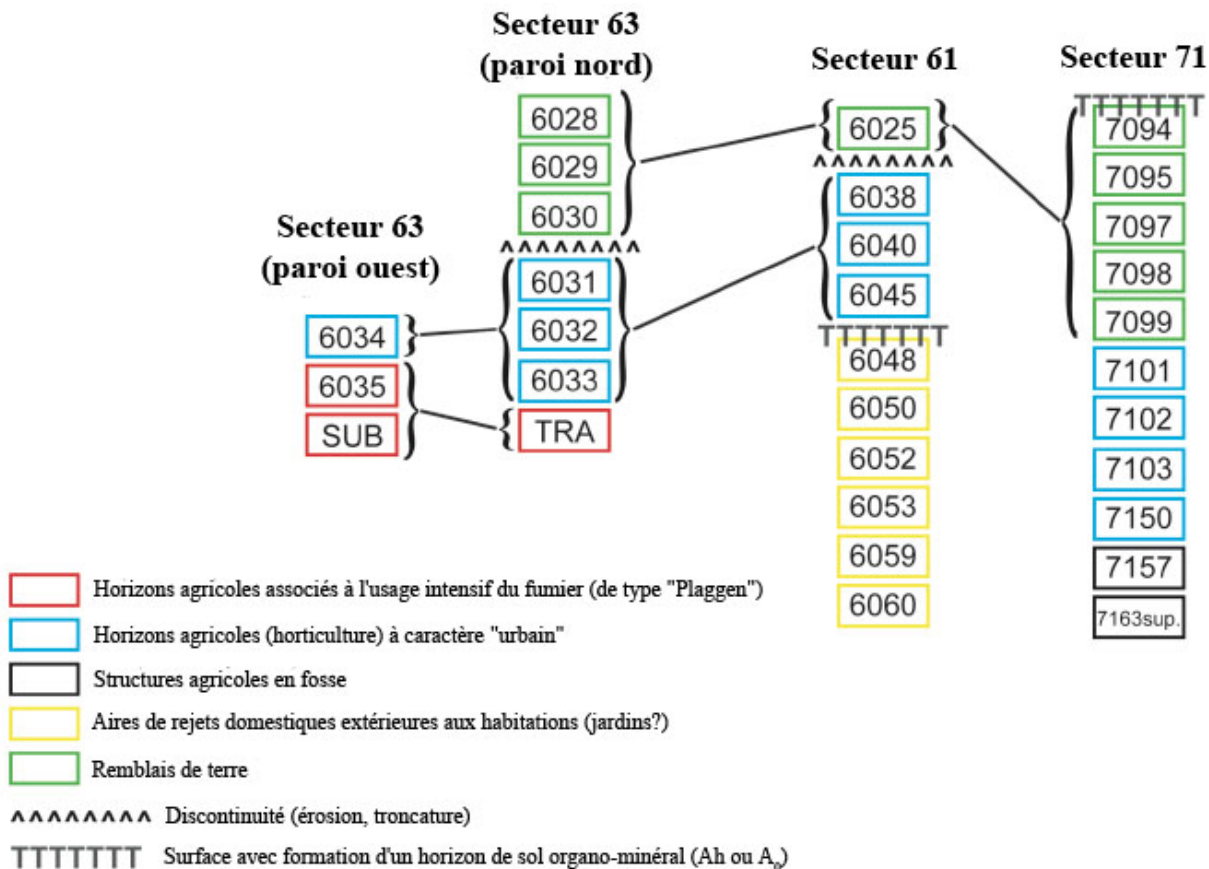 Secteur 63
(paroi ouest)
6034
6035
SUB
Secteur 63
(paroi nord)
6028
6029
6030
^^^^^^^^
6031
6032
6033
TRA
Secteur 61
6025
^^^^^^^^
6038
6040
6045
TTTTTTT
6048
6050
6052
6053
6059
6060
Secteur 71
TTTTTTT
7094
7095
7097
7098
7099
7101
7102
7103
7150
7157
7163sup.
Horizons agricoles associés à l'usage intensif du fumier (de type "Plaggen")
Horizons agricoles (horticulture) à caractère "urbain"
Structures agricoles en fosse
Aires de rejets domestiques extérieures aux habitations (jardins?)
Remblais de terre
^^^^^^^^ Discontinuité (érosion, troncature)
TTTTTTT Surface avec formation d'un horizon de sol organo-minéral (Ah ou A₀)